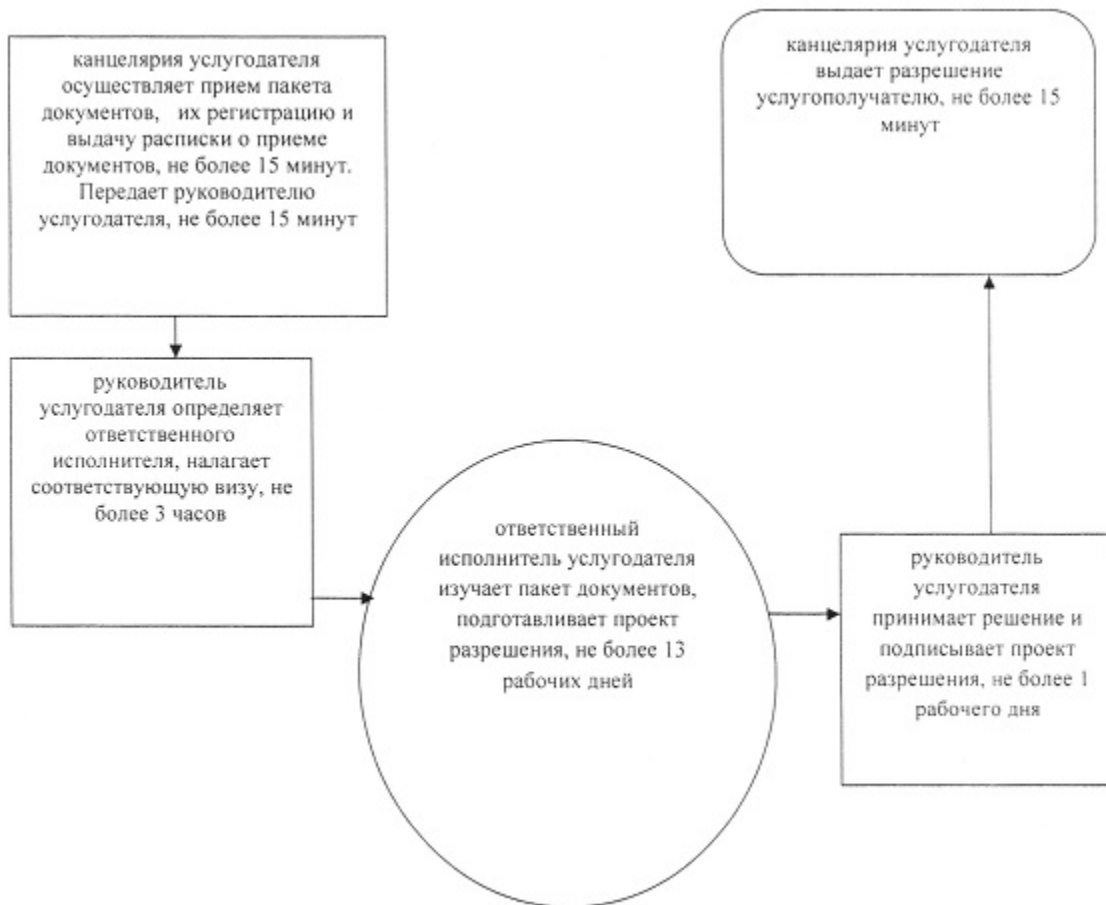 канцелярия услугодателя
осуществляет прием пакета
документов, их регистрацию и
выдачу расписки о приеме
документов, не более 15 минут.
Передает руководителю
услугодателя, не более 15 минут
руководитель
услугодателя определяет
ответственного
исполнителя, налагает
соответствующую визу, не
более 3 часов
ответственный
исполнитель услугодателя
изучает пакет документов,
подготавливает проект
разрешения, не более 13
рабочих дней
руководитель
услугодателя
принимает решение и
подписывает проект
разрешения, не более 1
рабочего дня
канцелярия услугодателя
выдает разрешение
услугополучателю, не более 15
минут